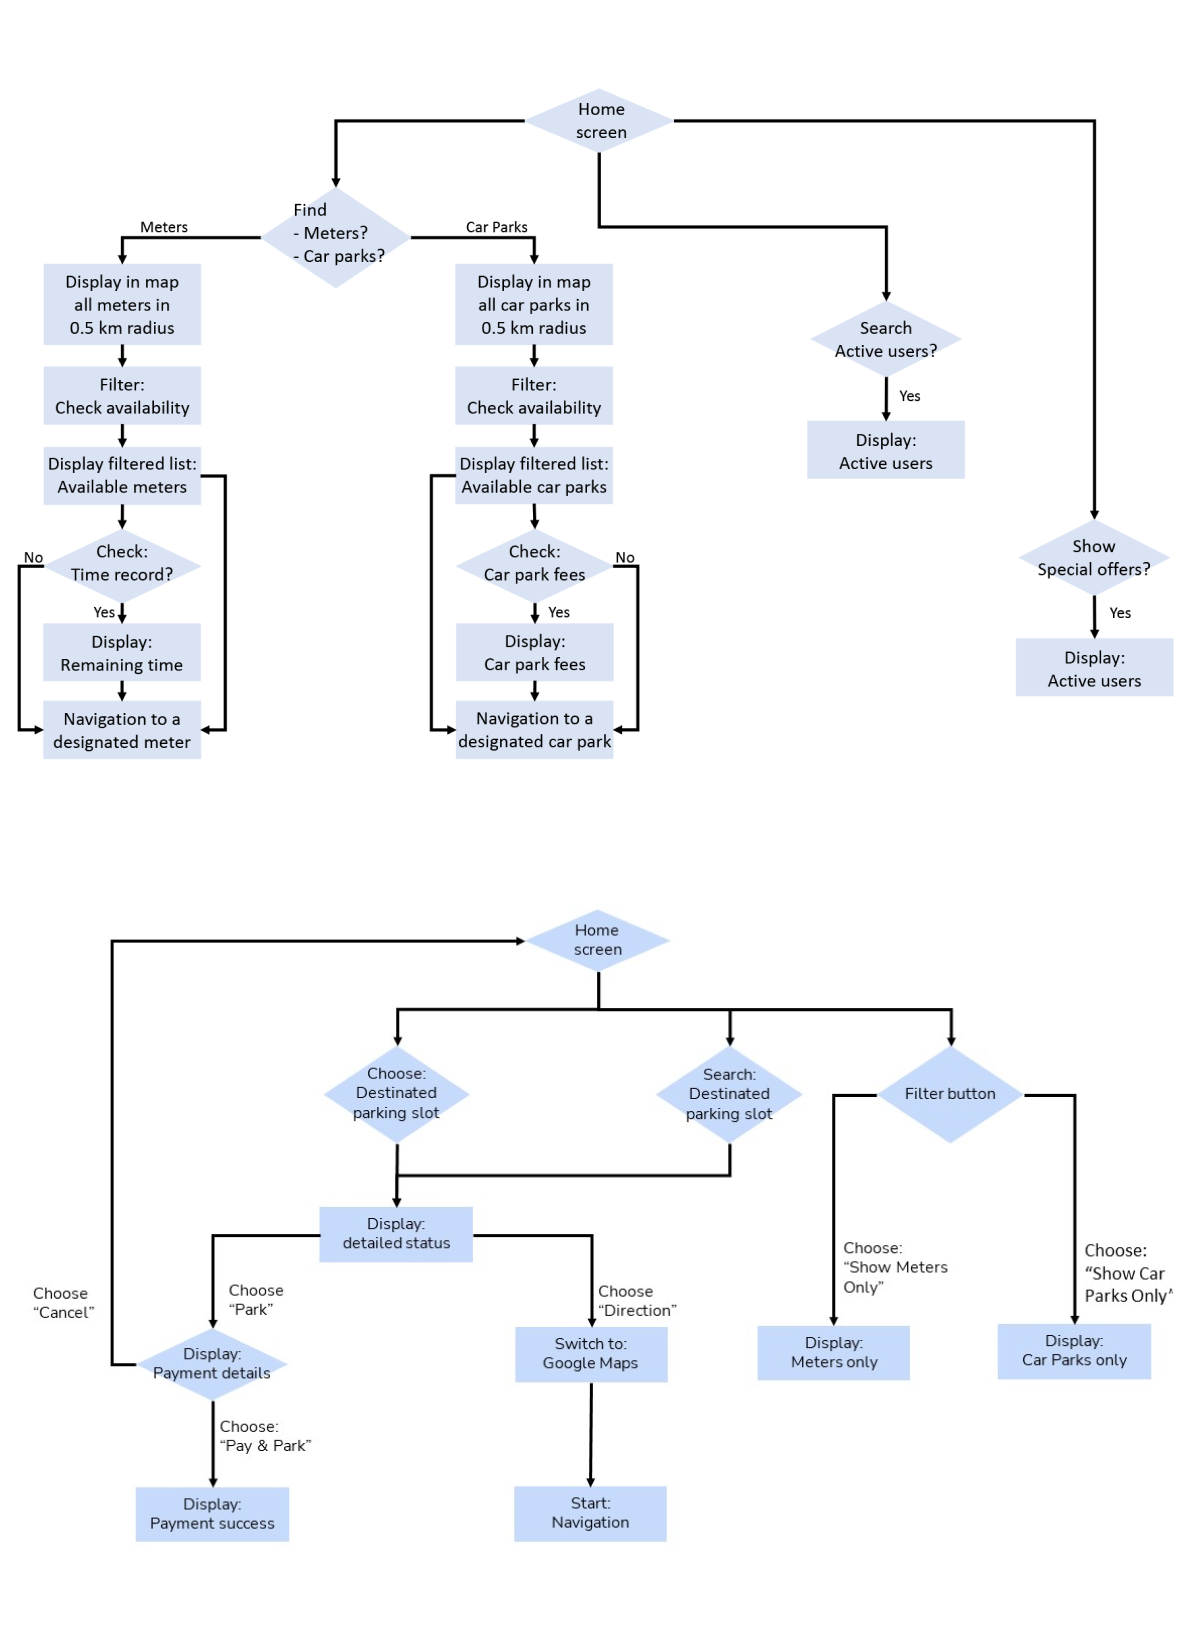 Home
screen
Find
- Meters?
- Car parks?
Meters
Car Parks
Display in map
all meters in
0.5 km radius
Filter:
Check availability
Display filtered list:
Available meters
Check:
Time record?
No
Yes
Display:
Remaining time
Navigation to a
designated meter
Display in map
all car parks in
0.5 km radius
Filter:
Check availability
Display filtered list:
Available car parks
Check:
Car park fees
No
Yes
Display:
Car park fees
Navigation to a
designated car park
Search
Active users?
Yes
Display:
Active users
Show
Special offers?
Yes
Display:
Active users
Home
screen
Choose:
Destinated
parking slot
Search:
Destinated
parking slot
Filter button
Display:
detailed status
Choose
“Cancel”
Choose
“Park”
Choose
“Direction”
Choose:
“Show Meters
Only”
Choose:
“Show Car
Parks Only”
Display:
Payment details
Switch to:
Google Maps
Display:
Meters only
Display:
Car Parks only
Choose:
“Pay & Park”
Display:
Payment success
Start:
Navigation